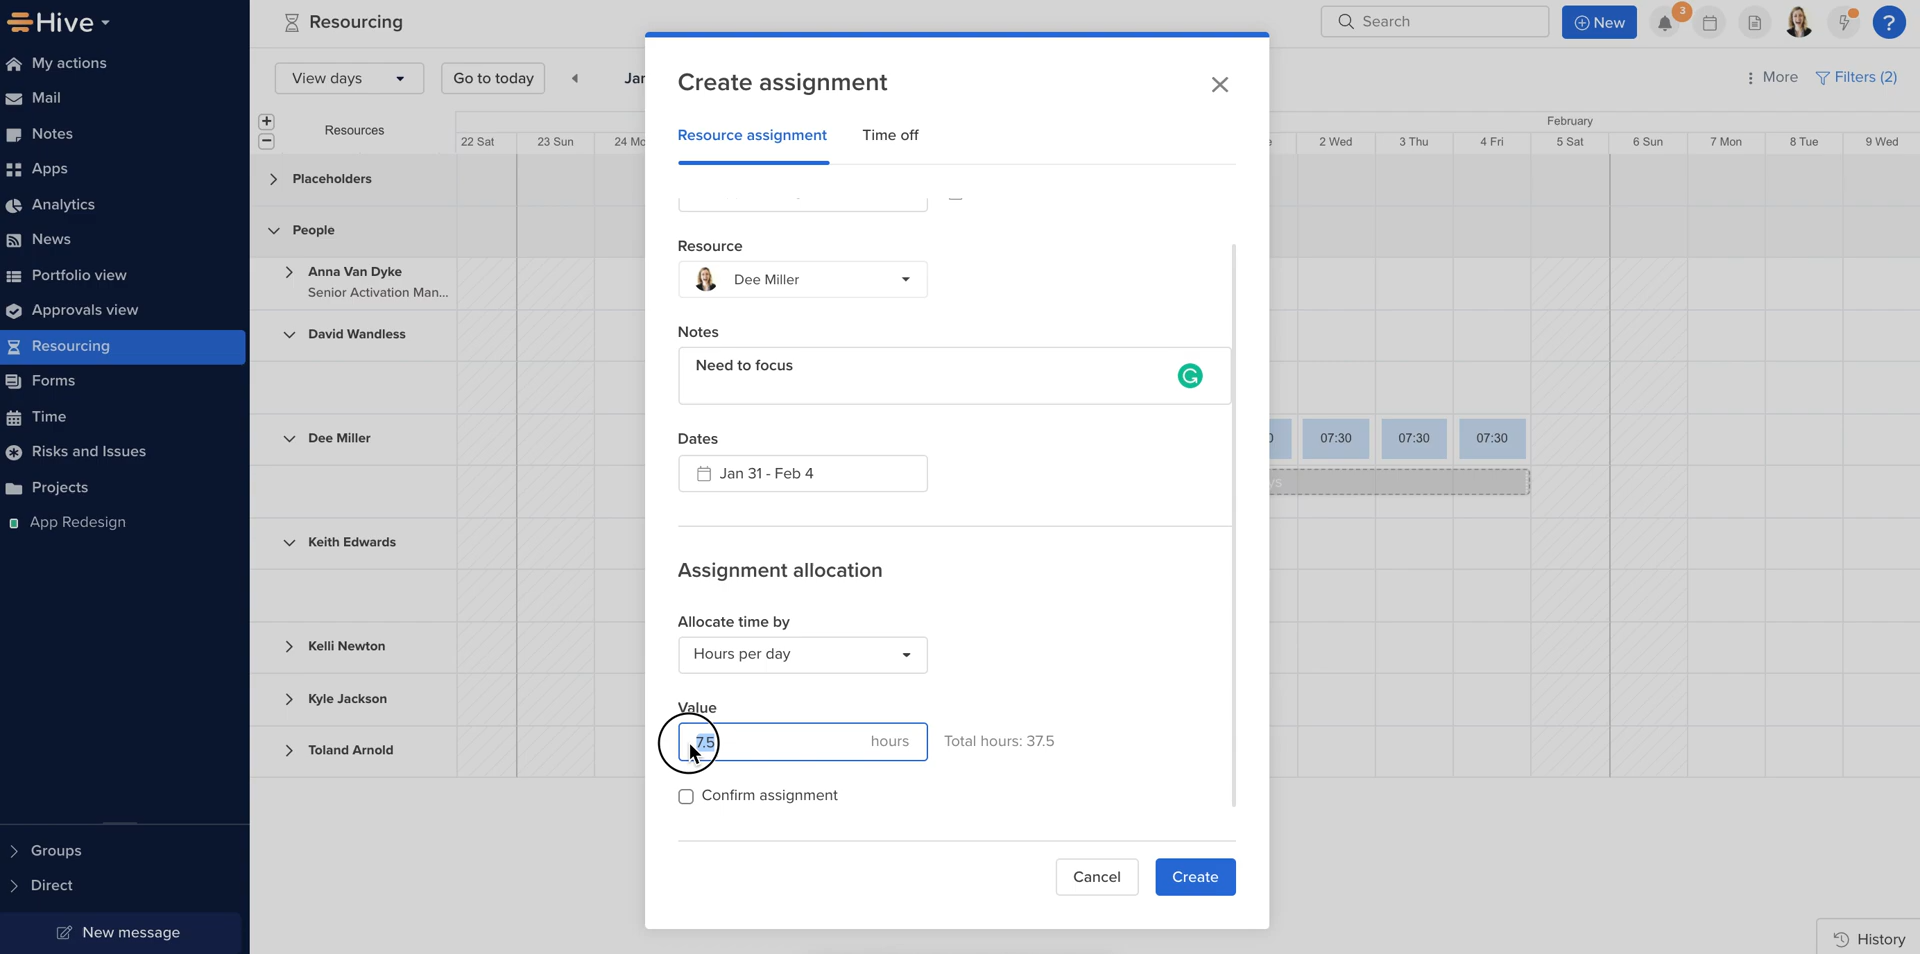 Hive
My actions
Mail
Notes
Apps
Analytics
News
Portfolio view
Approvals view
Resourcing
Forms
Time
Risks and Issues
Projects
App Redesign
Groups
Direct
New message
Resourcing
Search
New
3
?
View days
Go to today
More
Filters (2)
Resources
February
22 Sat
23 Sun
2 Wed
3 Thu
4 Fri
5 Sat
6 Sun
7 Mon
8 Tue
9 Wed
Placeholders
People
Anna Van Dyke
Senior Activation Man...
David Wandless
Dee Miller
07:30
07:30
07:30
Keith Edwards
Kelli Newton
Kyle Jackson
Toland Arnold
Create assignment
Resource assignment
Time off
Resource
Dee Miller
Notes
Need to focus
Dates
Jan 31 - Feb 4
Assignment allocation
Allocate time by
Hours per day
Value
7.5
hours
Total hours: 37.5
Confirm assignment
Cancel
Create
History